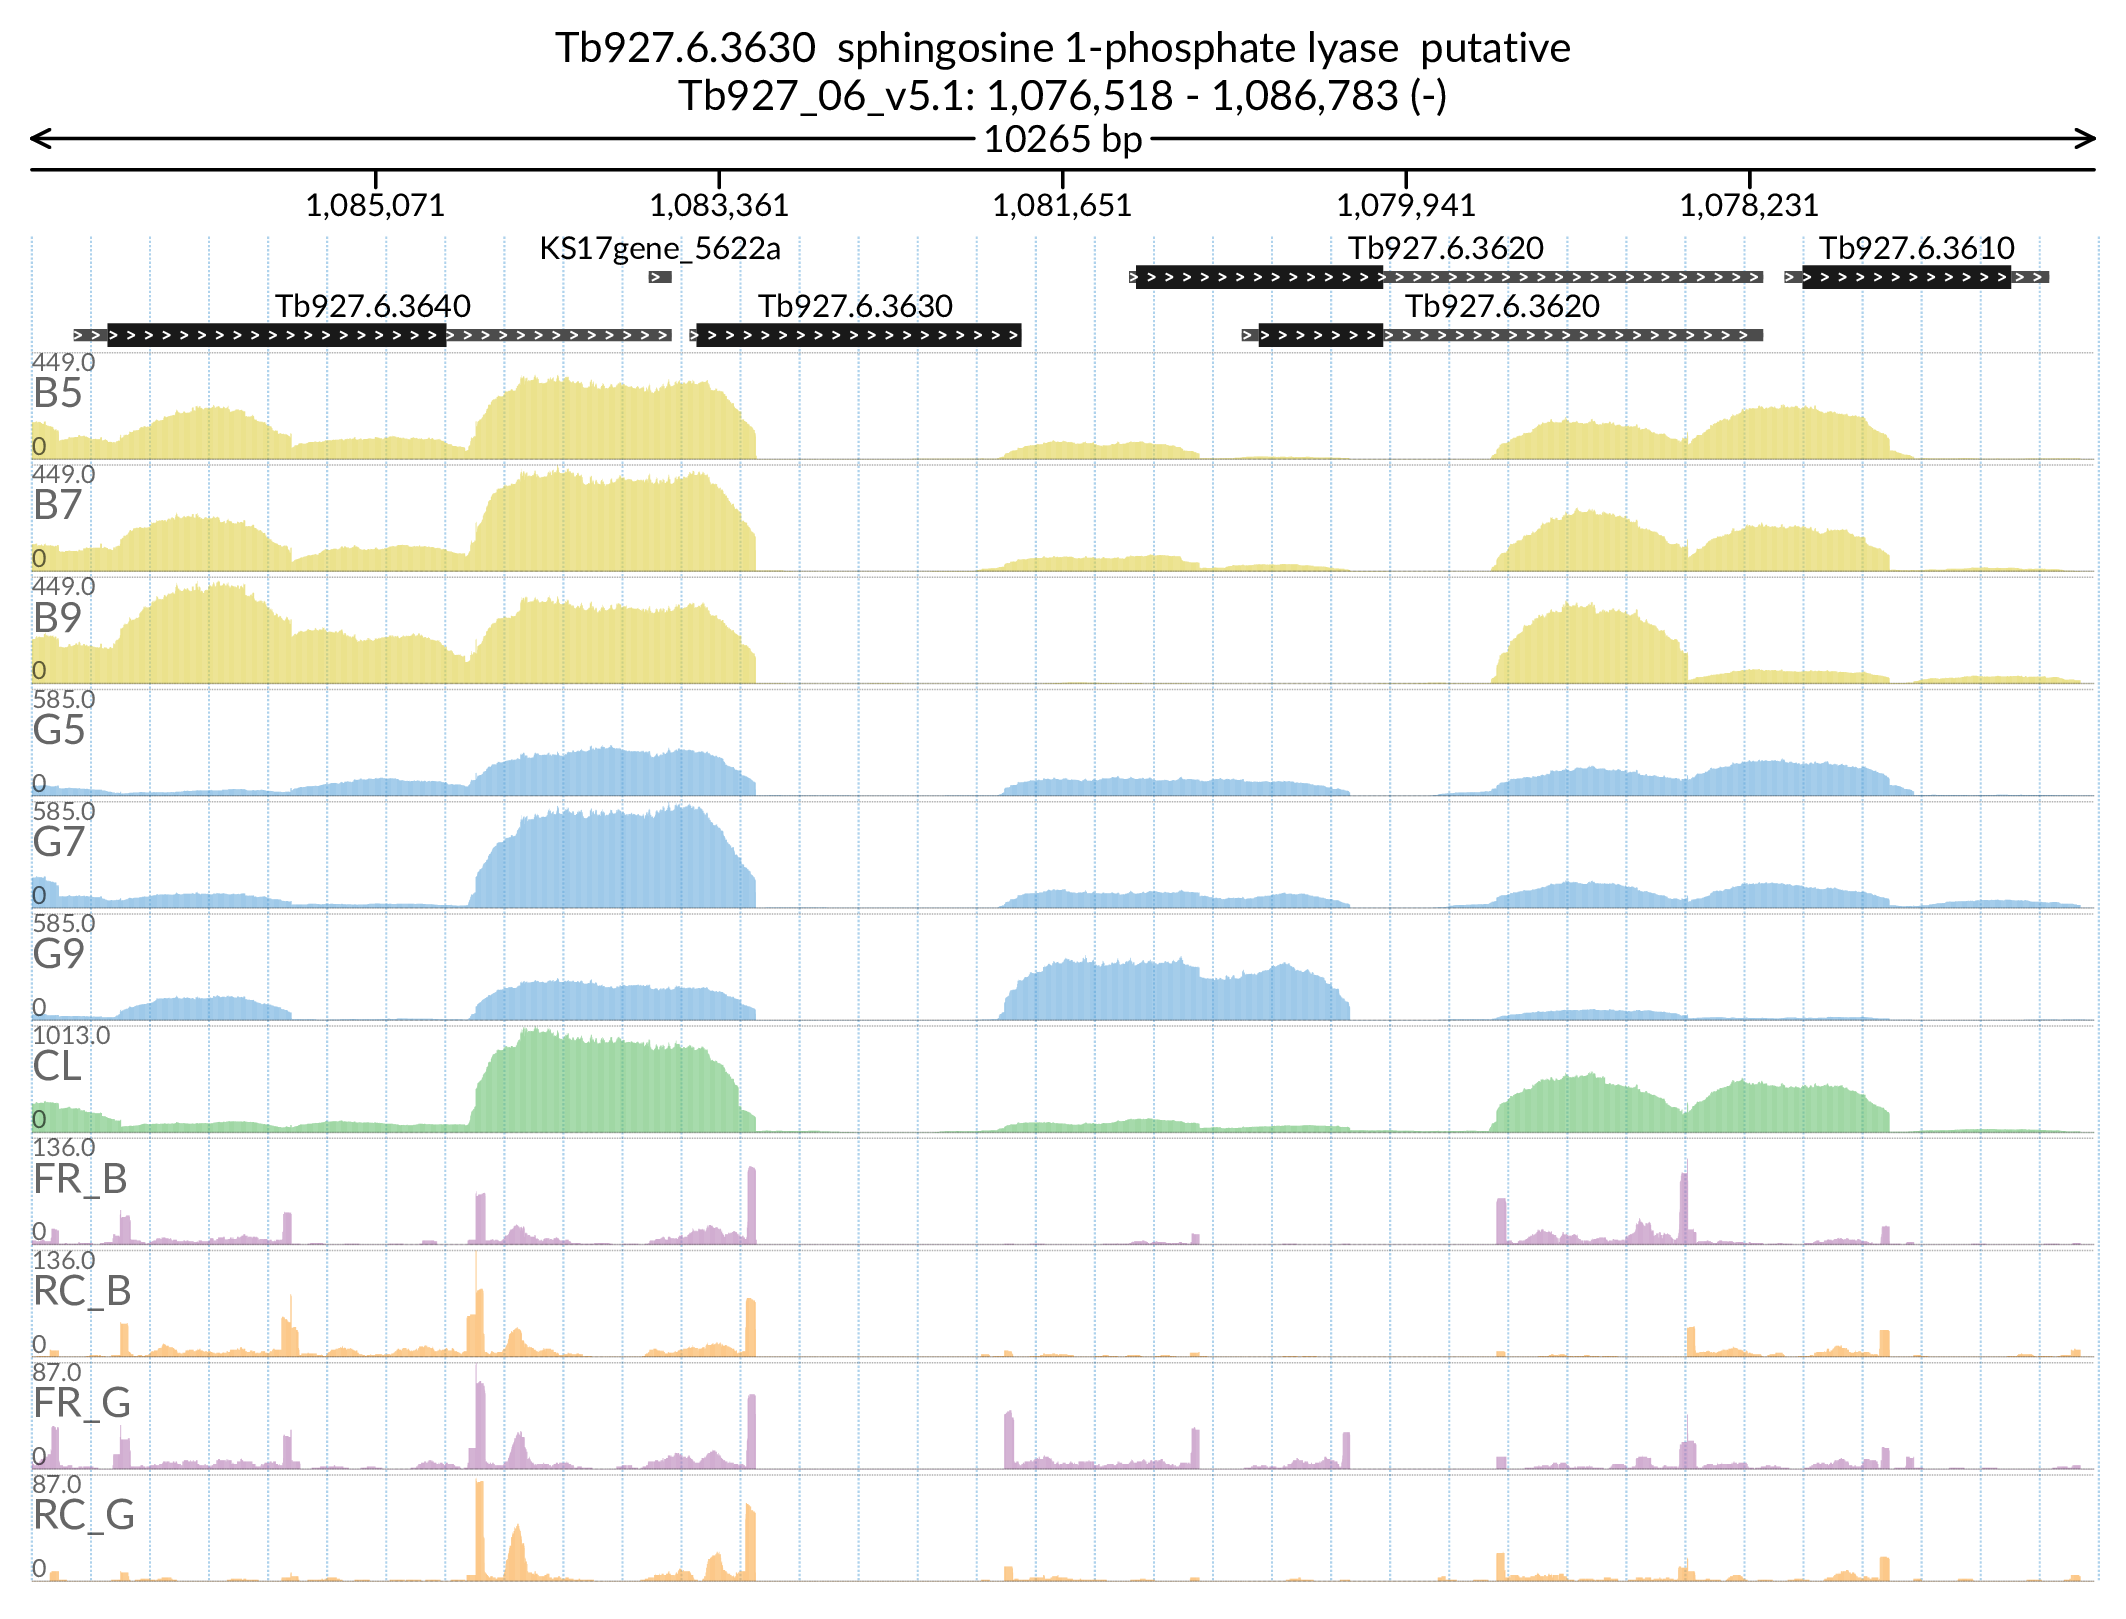 Tb927.6.3630 sphingosine 1-phosphate lyase putative
Tb927_06_v5.1: 1,076,518 - 1,086,783 (-)
10265 bp
1,085,071 1,083,361 1,081,651 1,079,941 1,078,231
KS17gene_5622a Tb927.6.3620 Tb927.6.3610
Tb927.6.3640 Tb927.6.3630 Tb927.6.3620
449.0
B5
0
449.0
B7
0
449.0
B9
0
585.0
G5
0
585.0
G7
0
585.0
G9
0
1013.0
CL
0
136.0
FR_B
0
136.0
RC_B
0
87.0
FR_G
0
87.0
RC_G
0